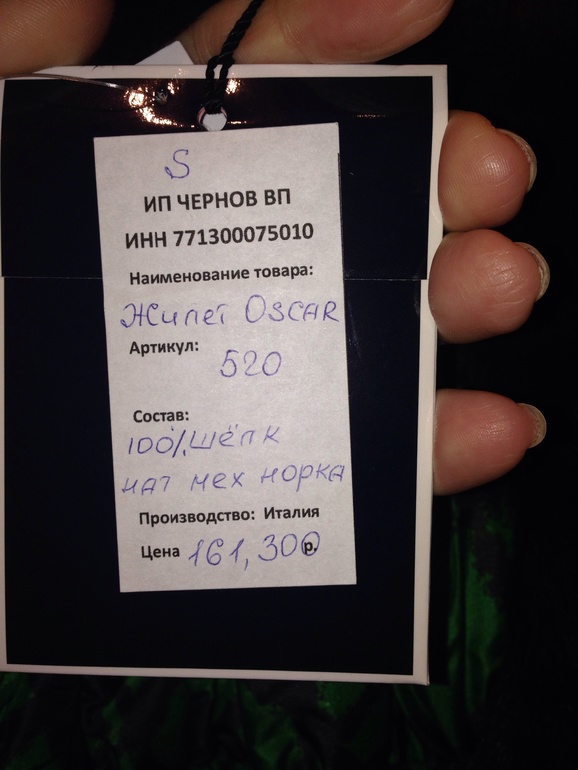 S
ИП ЧЕРНОВ ВП
ИНН 771300075010
Наименование товара:
Жилет OSCAR
Артикул:
520
Состав:
100% шёлк
нат мех норка
Производство: Италия
Цена 161,300 р.